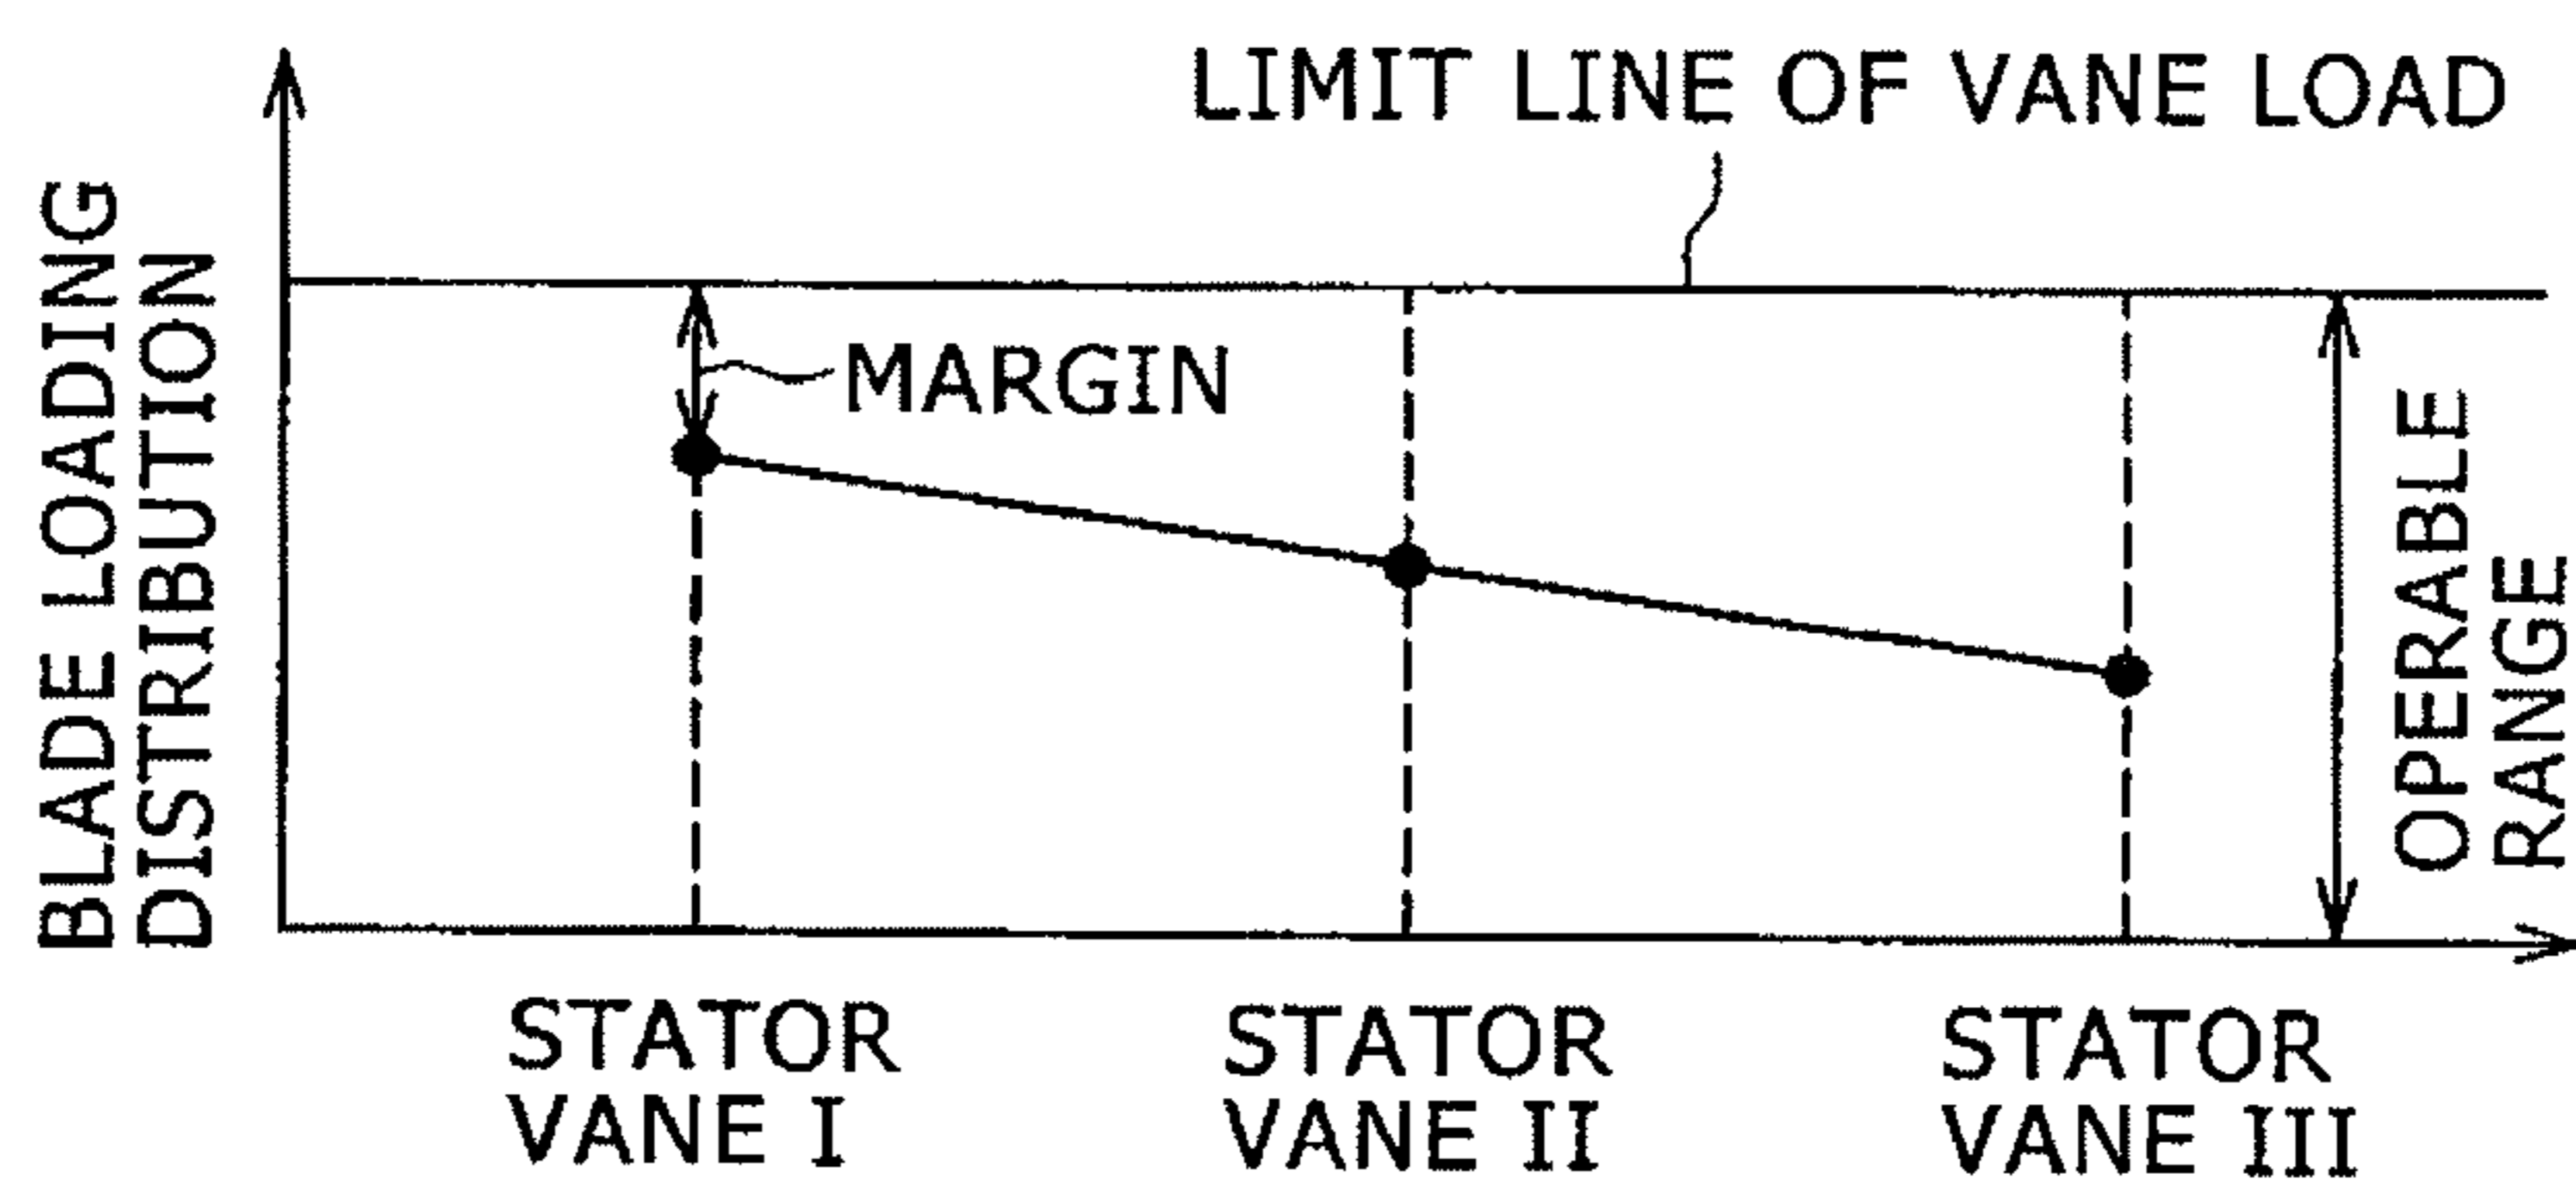 LIMIT LINE OF VANE LOAD
BLADE LOADING
DISTRIBUTION
MARGIN
OPERABLE
RANGE
STATOR
VANE I
STATOR
VANE II
STATOR
VANE III